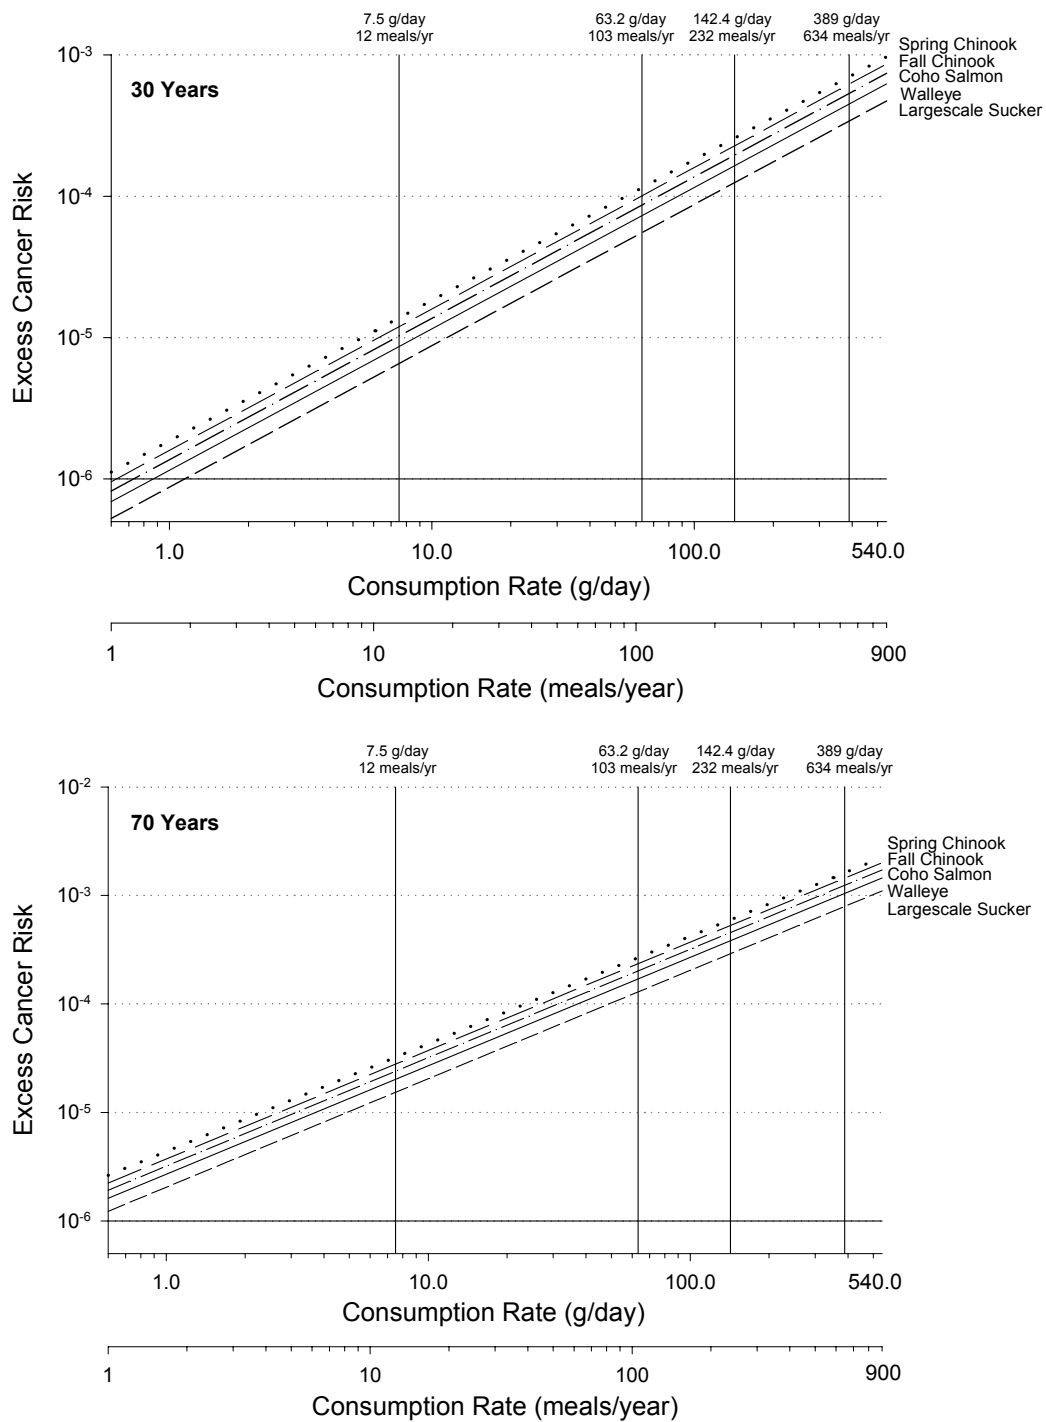 7.5 g/day 63.2 g/day 142.4 g/day 389 g/day
12 meals/yr 103 meals/yr 232 meals/yr 634 meals/yr
10-3
Spring Chinook
Fall Chinook
Coho Salmon
Walleye
Largescale Sucker
30 Years
10-4
10-5
10-6
Excess Cancer Risk
1.0 10.0 100.0 540.0
Consumption Rate (g/day)
1 10 100 900
Consumption Rate (meals/year)
7.5 g/day 63.2 g/day 142.4 g/day 389 g/day
12 meals/yr 103 meals/yr 232 meals/yr 634 meals/yr
10-2
70 Years
Spring Chinook
Fall Chinook
Coho Salmon
Walleye
Largescale Sucker
10-3
10-4
10-5
10-6
Excess Cancer Risk
1.0 10.0 100.0 540.0
Consumption Rate (g/day)
1 10 100 900
Consumption Rate (meals/year)